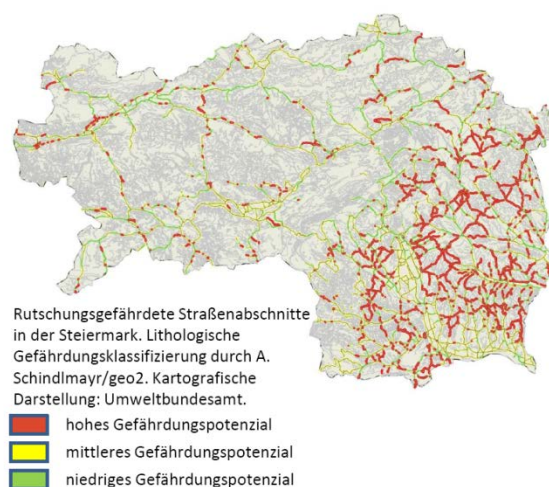 Rutschungsgefährdete Straßenabschnitte
in der Steiermark. Lithologische
Gefährdungsklassifizierung durch A.
Schindlmayr/geo2. Kartografische
Darstellung: Umweltbundesamt.
hohes Gefährdungspotenzial
mittleres Gefährdungspotenzial
niedriges Gefährdungspotenzial